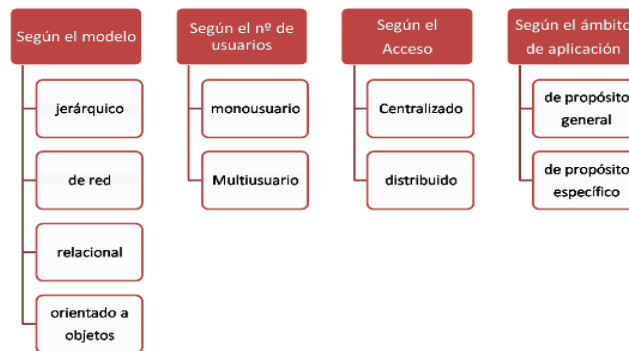 Según el modelo
jerárquico
de red
relacional
orientado a
objetos
Según el nº de
usuarios
monousuario
Multiusuario
Según el
Acceso
Centralizado
distribuido
Según el ámbito
de aplicación
de propósito
general
de propósito
específico